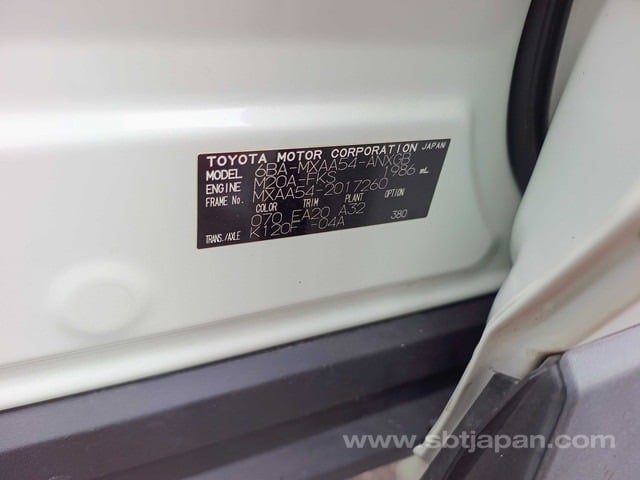 TOYOTA MOTOR CORPORATION JAPAN
MODEL 6BA-MXAA54-ANXGB
ENGINE M20A-FKS 1986 mL
FRAME No. MXAA54-2017260
COLOR TRIM PLANT OPTION
070 EA20 A32 380
TRANS./AXLE K120F -04A
www.sbtjapan.com